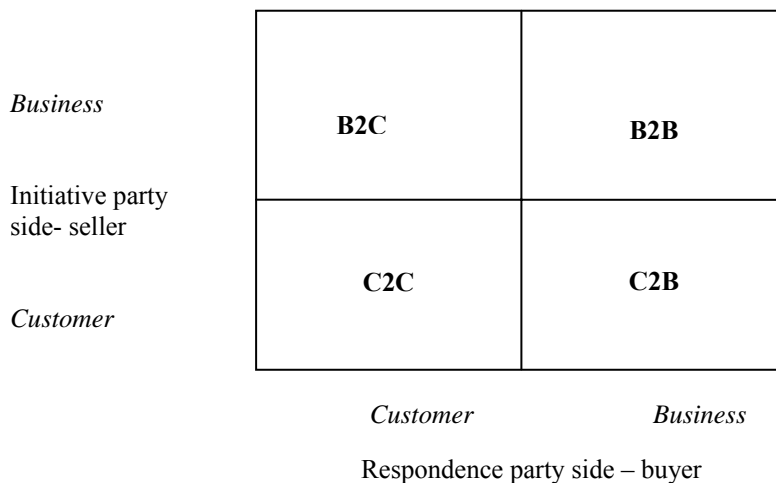 Business
B2C B2B
Initiative party
side- seller
C2C C2B
Customer
Customer Business
Respondence party side – buyer